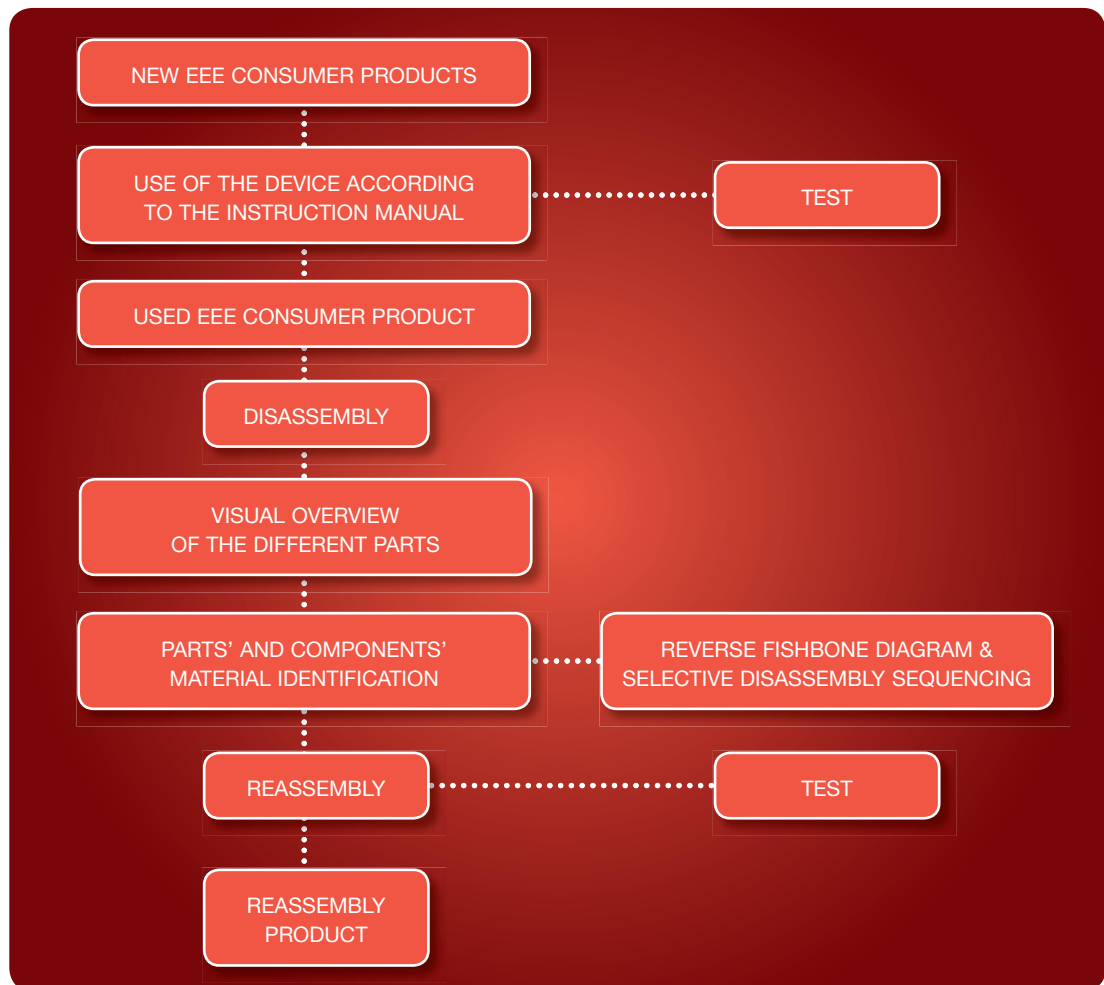 NEW EEE CONSUMER PRODUCTS
USE OF THE DEVICE ACCORDING
TO THE INSTRUCTION MANUAL
TEST
USED EEE CONSUMER PRODUCT
DISASSEMBLY
VISUAL OVERVIEW
OF THE DIFFERENT PARTS
PARTS’ AND COMPONENTS’
MATERIAL IDENTIFICATION
REVERSE FISHBONE DIAGRAM &
SELECTIVE DISASSEMBLY SEQUENCING
REASSEMBLY
TEST
REASSEMBLY
PRODUCT